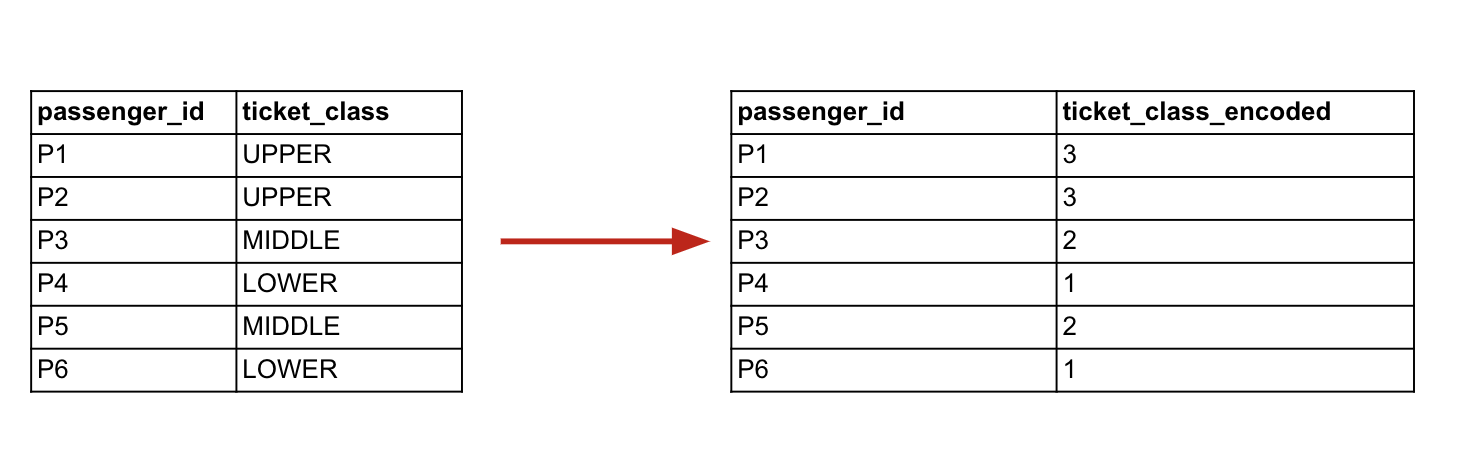 passenger_id ticket_class
P1 UPPER
P2 UPPER
P3 MIDDLE
P4 LOWER
P5 MIDDLE
P6 LOWER
passenger_id ticket_class_encoded
P1 3
P2 3
P3 2
P4 1
P5 2
P6 1